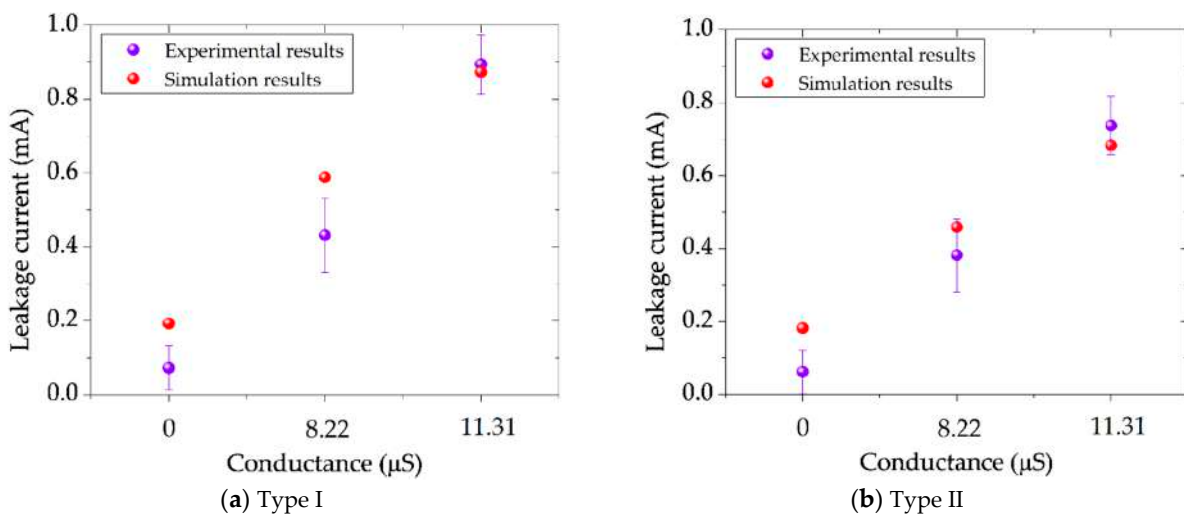 1.0
0.8
0.6
0.4
0.2
0.0
Leakage current (mA)
Experimental results
Simulation results
0 8.22 11.31
Conductance (μS)
(a) Type I
1.0
0.8
0.6
0.4
0.2
0.0
Leakage current (mA)
Experimental results
Simulation results
0 8.22 11.31
Conductance (μS)
(b) Type II